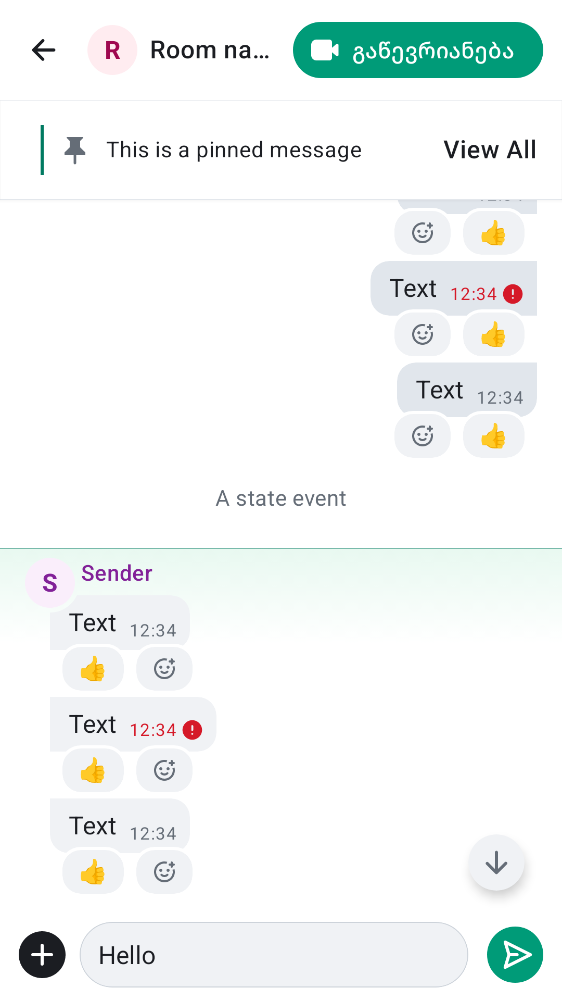 R Room na... გაწევრიანება
This is a pinned message View All
Text 12:34
Text 12:34
A state event
S Sender
Text 12:34
Text 12:34
Text 12:34
Hello